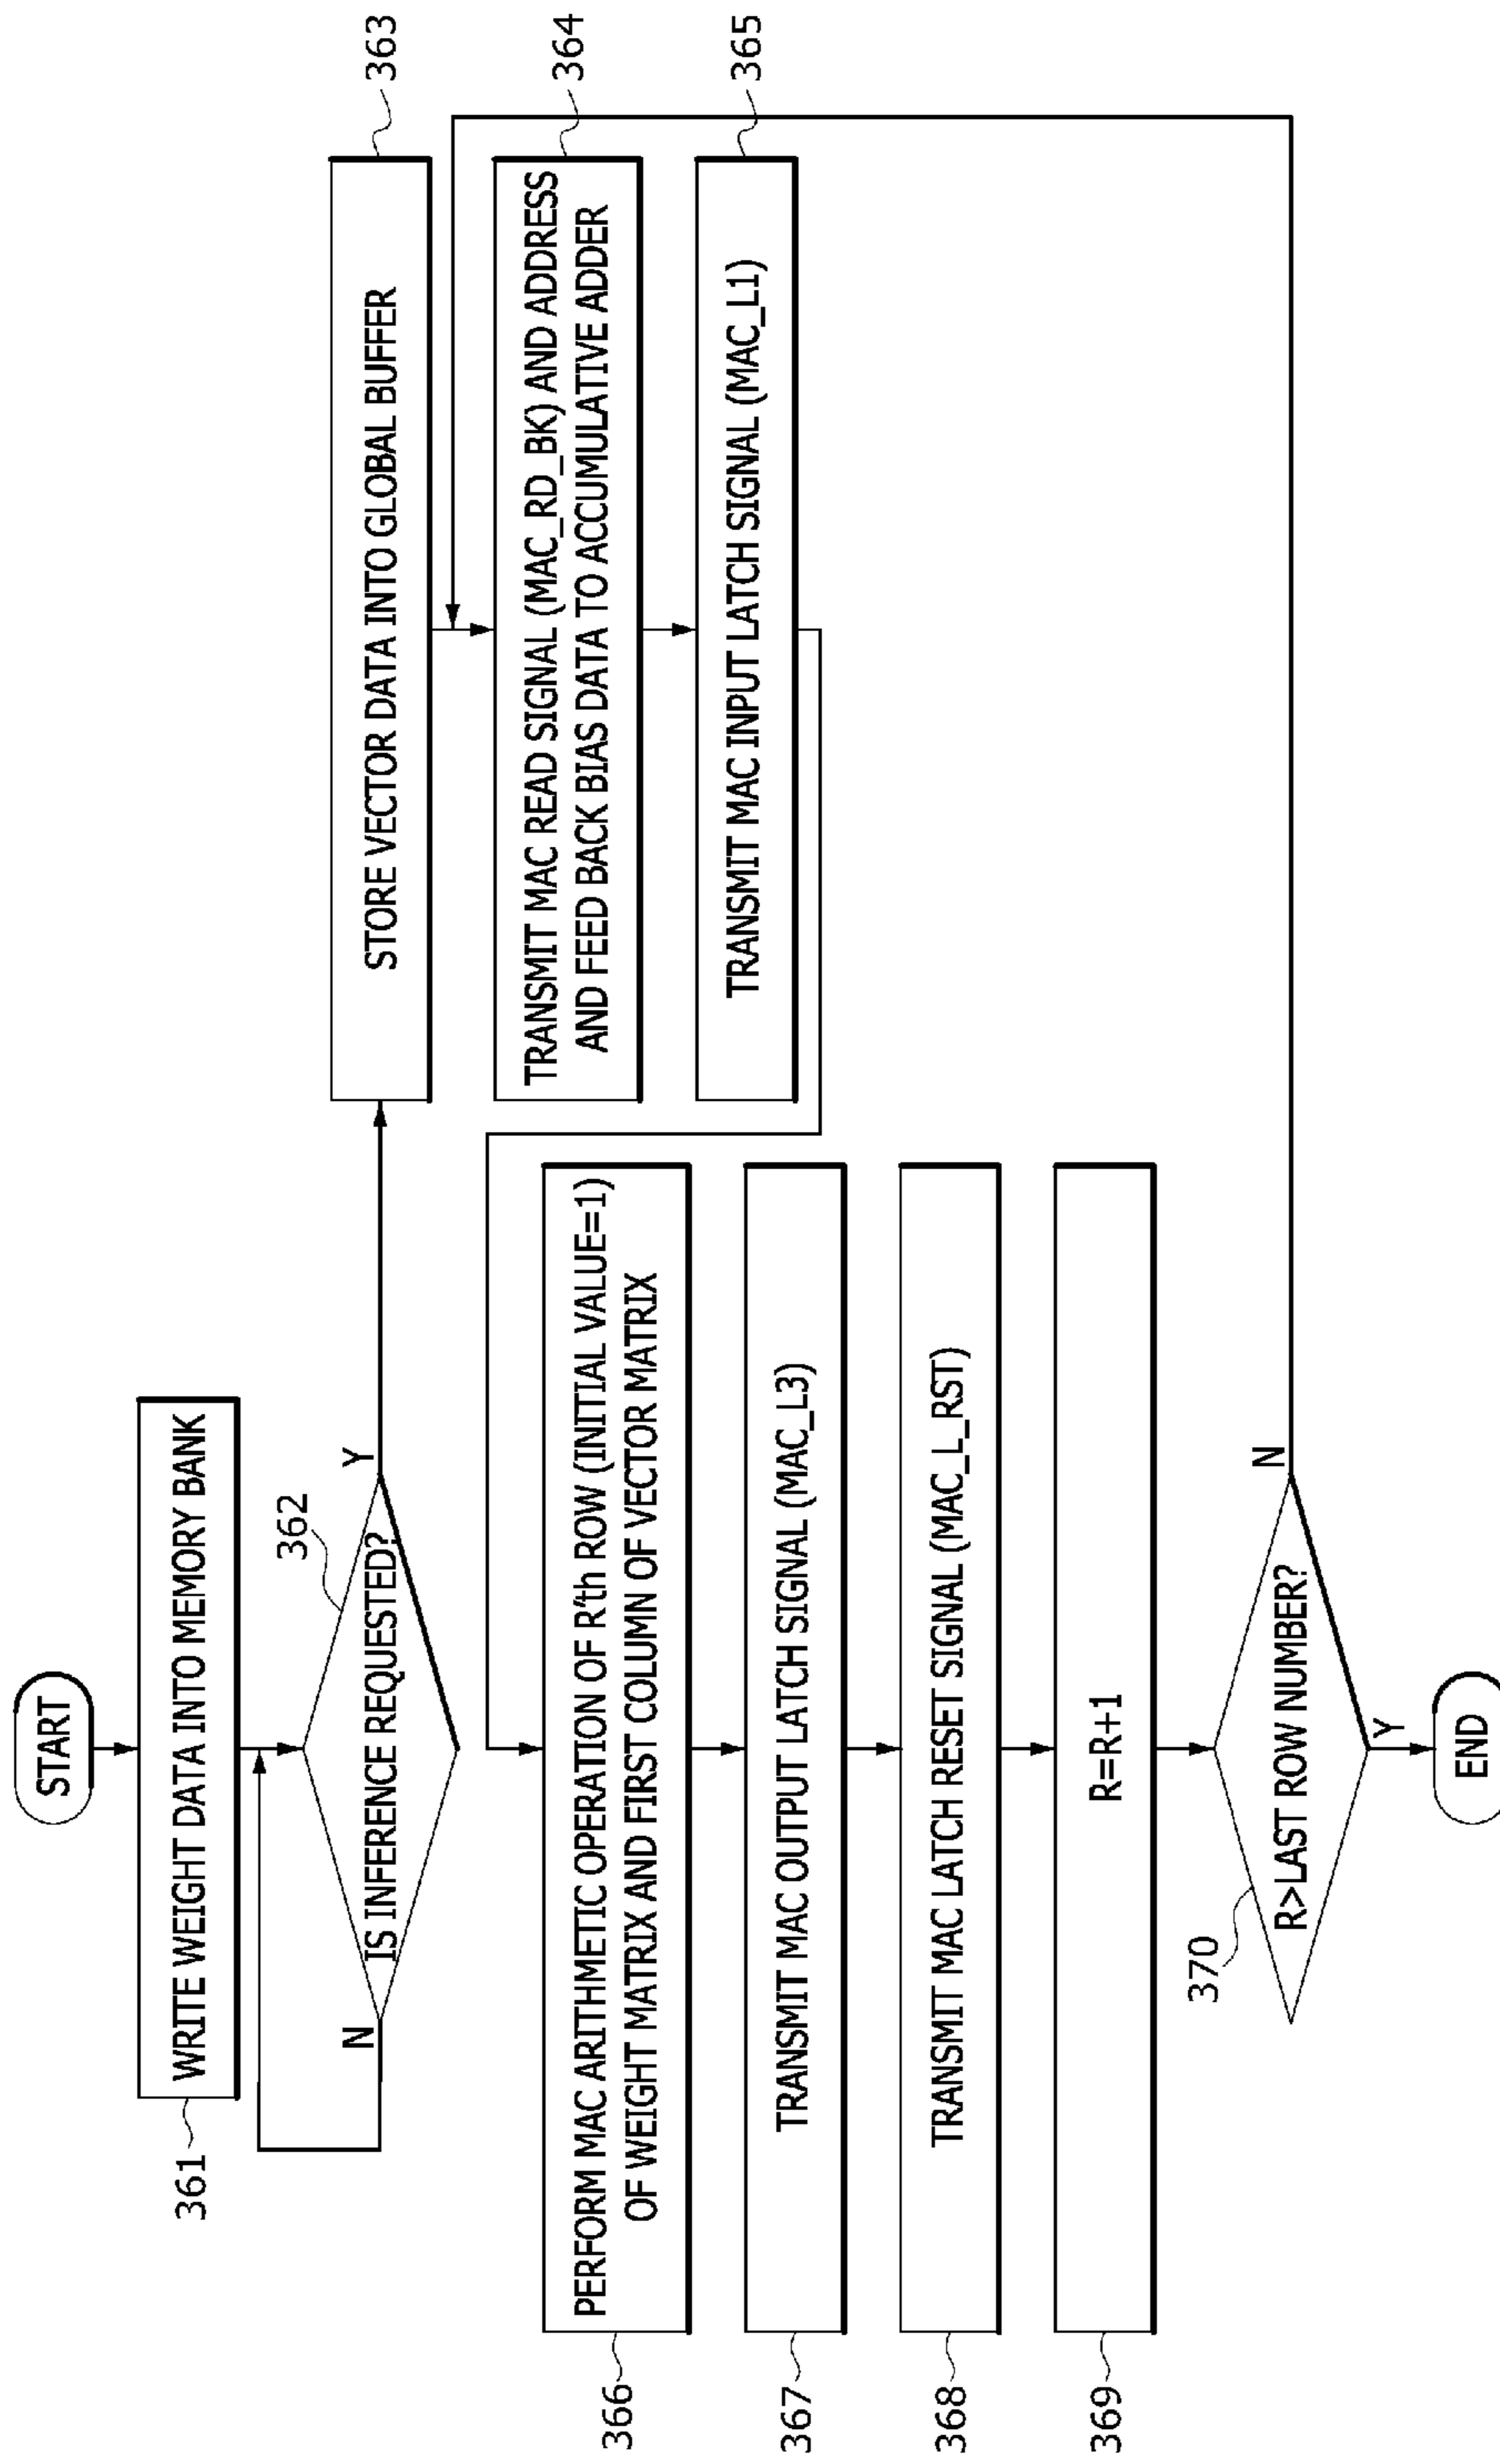 START
361
WRITE WEIGHT DATA INTO MEMORY BANK
362
IS INFERENCE REQUESTED?
N
Y
363
STORE VECTOR DATA INTO GLOBAL BUFFER
364
TRANSMIT MAC READ SIGNAL (MAC_RD_BK) AND ADDRESS
AND FEED BACK BIAS DATA TO ACCUMULATIVE ADDER
365
TRANSMIT MAC INPUT LATCH SIGNAL (MAC_L1)
366
PERFORM MAC ARITHMETIC OPERATION OF R'th ROW (INITIAL VALUE=1)
OF WEIGHT MATRIX AND FIRST COLUMN OF VECTOR MATRIX
367
TRANSMIT MAC OUTPUT LATCH SIGNAL (MAC_L3)
368
TRANSMIT MAC LATCH RESET SIGNAL (MAC_L_RST)
369
R=R+1
370
R>LAST ROW NUMBER?
N
Y
END